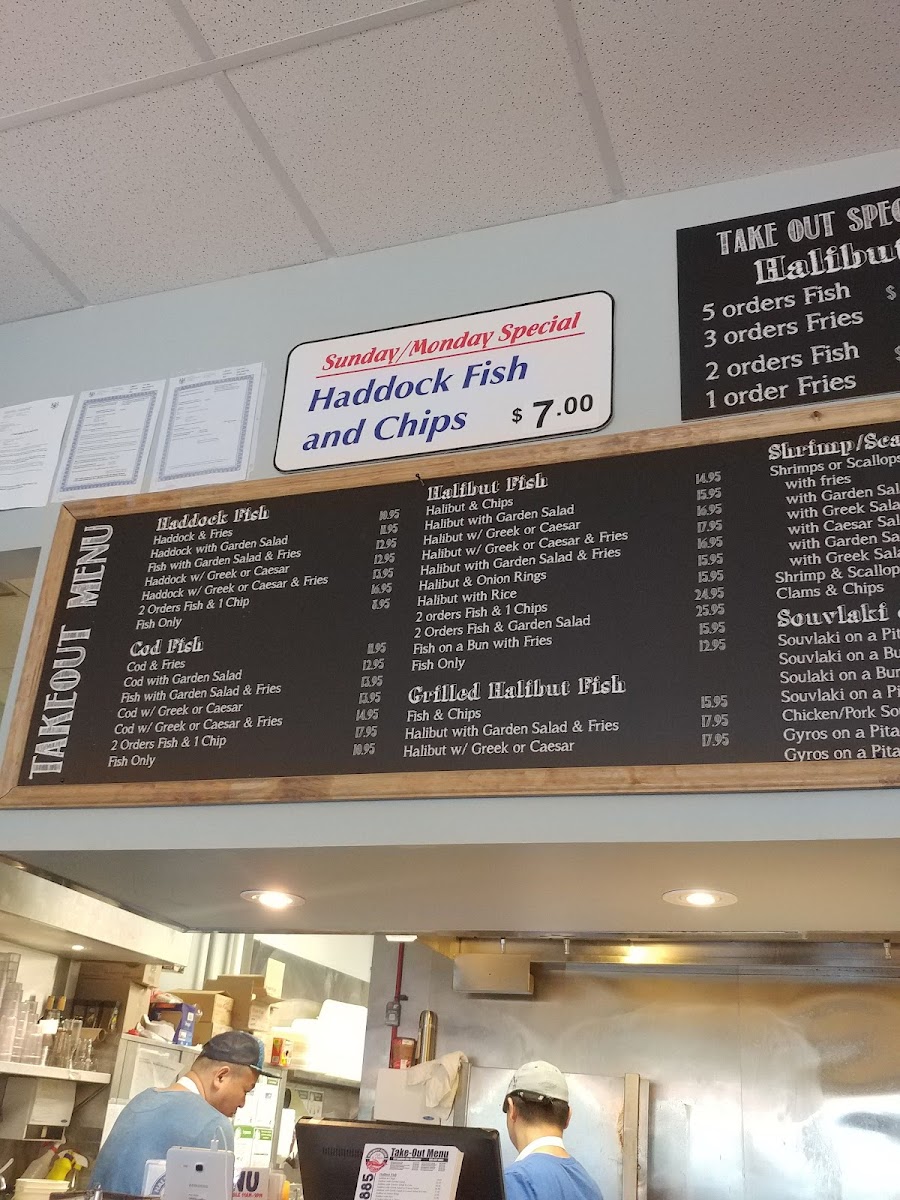 TAKE OUT
Halibut
5 orders Fish $
3 orders Fries
2 orders Fish
1 order Fries
Sunday/Monday Special
Haddock Fish
and Chips $7.00
TAKEOUT MENU
Haddock Fish
Haddock & Fries 10.95
Haddock with Garden Salad 11.95
Fish with Garden Salad & Fries 12.95
Haddock w/ Greek or Caesar 12.95
Haddock w/ Greek or Caesar & Fries 13.95
2 Orders Fish & 1 Chip 16.95
Fish Only 8.95
Cod Fish
Cod & Fries 11.95
Cod with Garden Salad 12.95
Fish with Garden Salad & Fries 13.95
Cod w/ Greek or Caesar 13.95
Cod w/ Greek or Caesar & Fries 14.95
2 Orders Fish & 1 Chip 17.95
Fish Only 10.95
Halibut Fish
Halibut & Chips 14.95
Halibut with Garden Salad 15.95
Halibut w/ Greek or Caesar 16.95
Halibut w/ Greek or Caesar & Fries 17.95
Halibut with Garden Salad & Fries 16.95
Halibut & Onion Rings 15.95
Halibut with Rice 15.95
2 orders Fish & 1 Chips 24.95
2 Orders Fish & Garden Salad 25.95
Fish on a Bun with Fries 15.95
Fish Only 12.95
Grilled Halibut Fish
Fish & Chips 15.95
Halibut with Garden Salad & Fries 17.95
Halibut w/ Greek or Caesar 17.95
Shrimp/Sca
Shrimps or Scallops
with fries
with Garden Sal
with Greek Sala
with Caesar Sal
with Garden Sa
with Greek Sala
Shrimp & Scallop
Clams & Chips
Souvlaki
Souvlaki on a Pit
Souvlaki on a Bu
Soulaki on a Bun
Souvlaki on a Pi
Chicken/Pork Sou
Gyros on a Pita
Gyros on a Pita
Take-Out Menu
885
NU